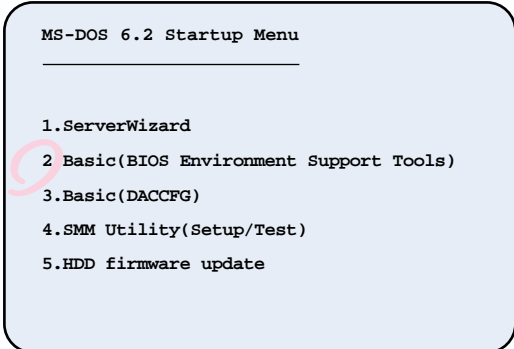 MS-DOS 6.2 Startup Menu
1.ServerWizard
2 Basic(BIOS Environment Support Tools)
3.Basic(DACCFG)
4.SMM Utility(Setup/Test)
5.HDD firmware update